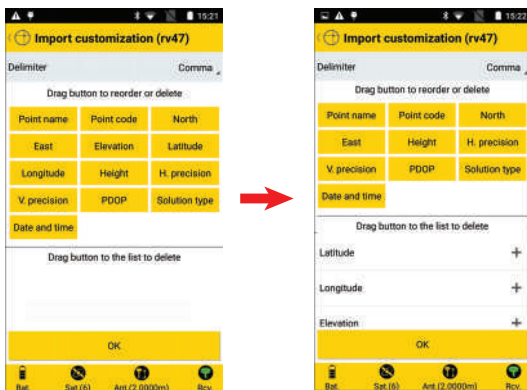 15:21
Import customization (rv47)
Delimiter Comma
Drag button to reorder or delete
Point name Point code North
East Elevation Latitude
Longitude Height H. precision
V. precision PDOP Solution type
Date and time
Drag button to the list to delete
OK
Bat. Sat.(6) Ant.(2.0000m) Rcv.
15:22
Import customization (rv47)
Delimiter Comma
Drag button to reorder or delete
Point name Point code North
East Height H. precision
V. precision PDOP Solution type
Date and time
Drag button to the list to delete
Latitude +
Longitude +
Elevation +
OK
Bat. Sat.(6) Ant.(2.0000m) Rcv.